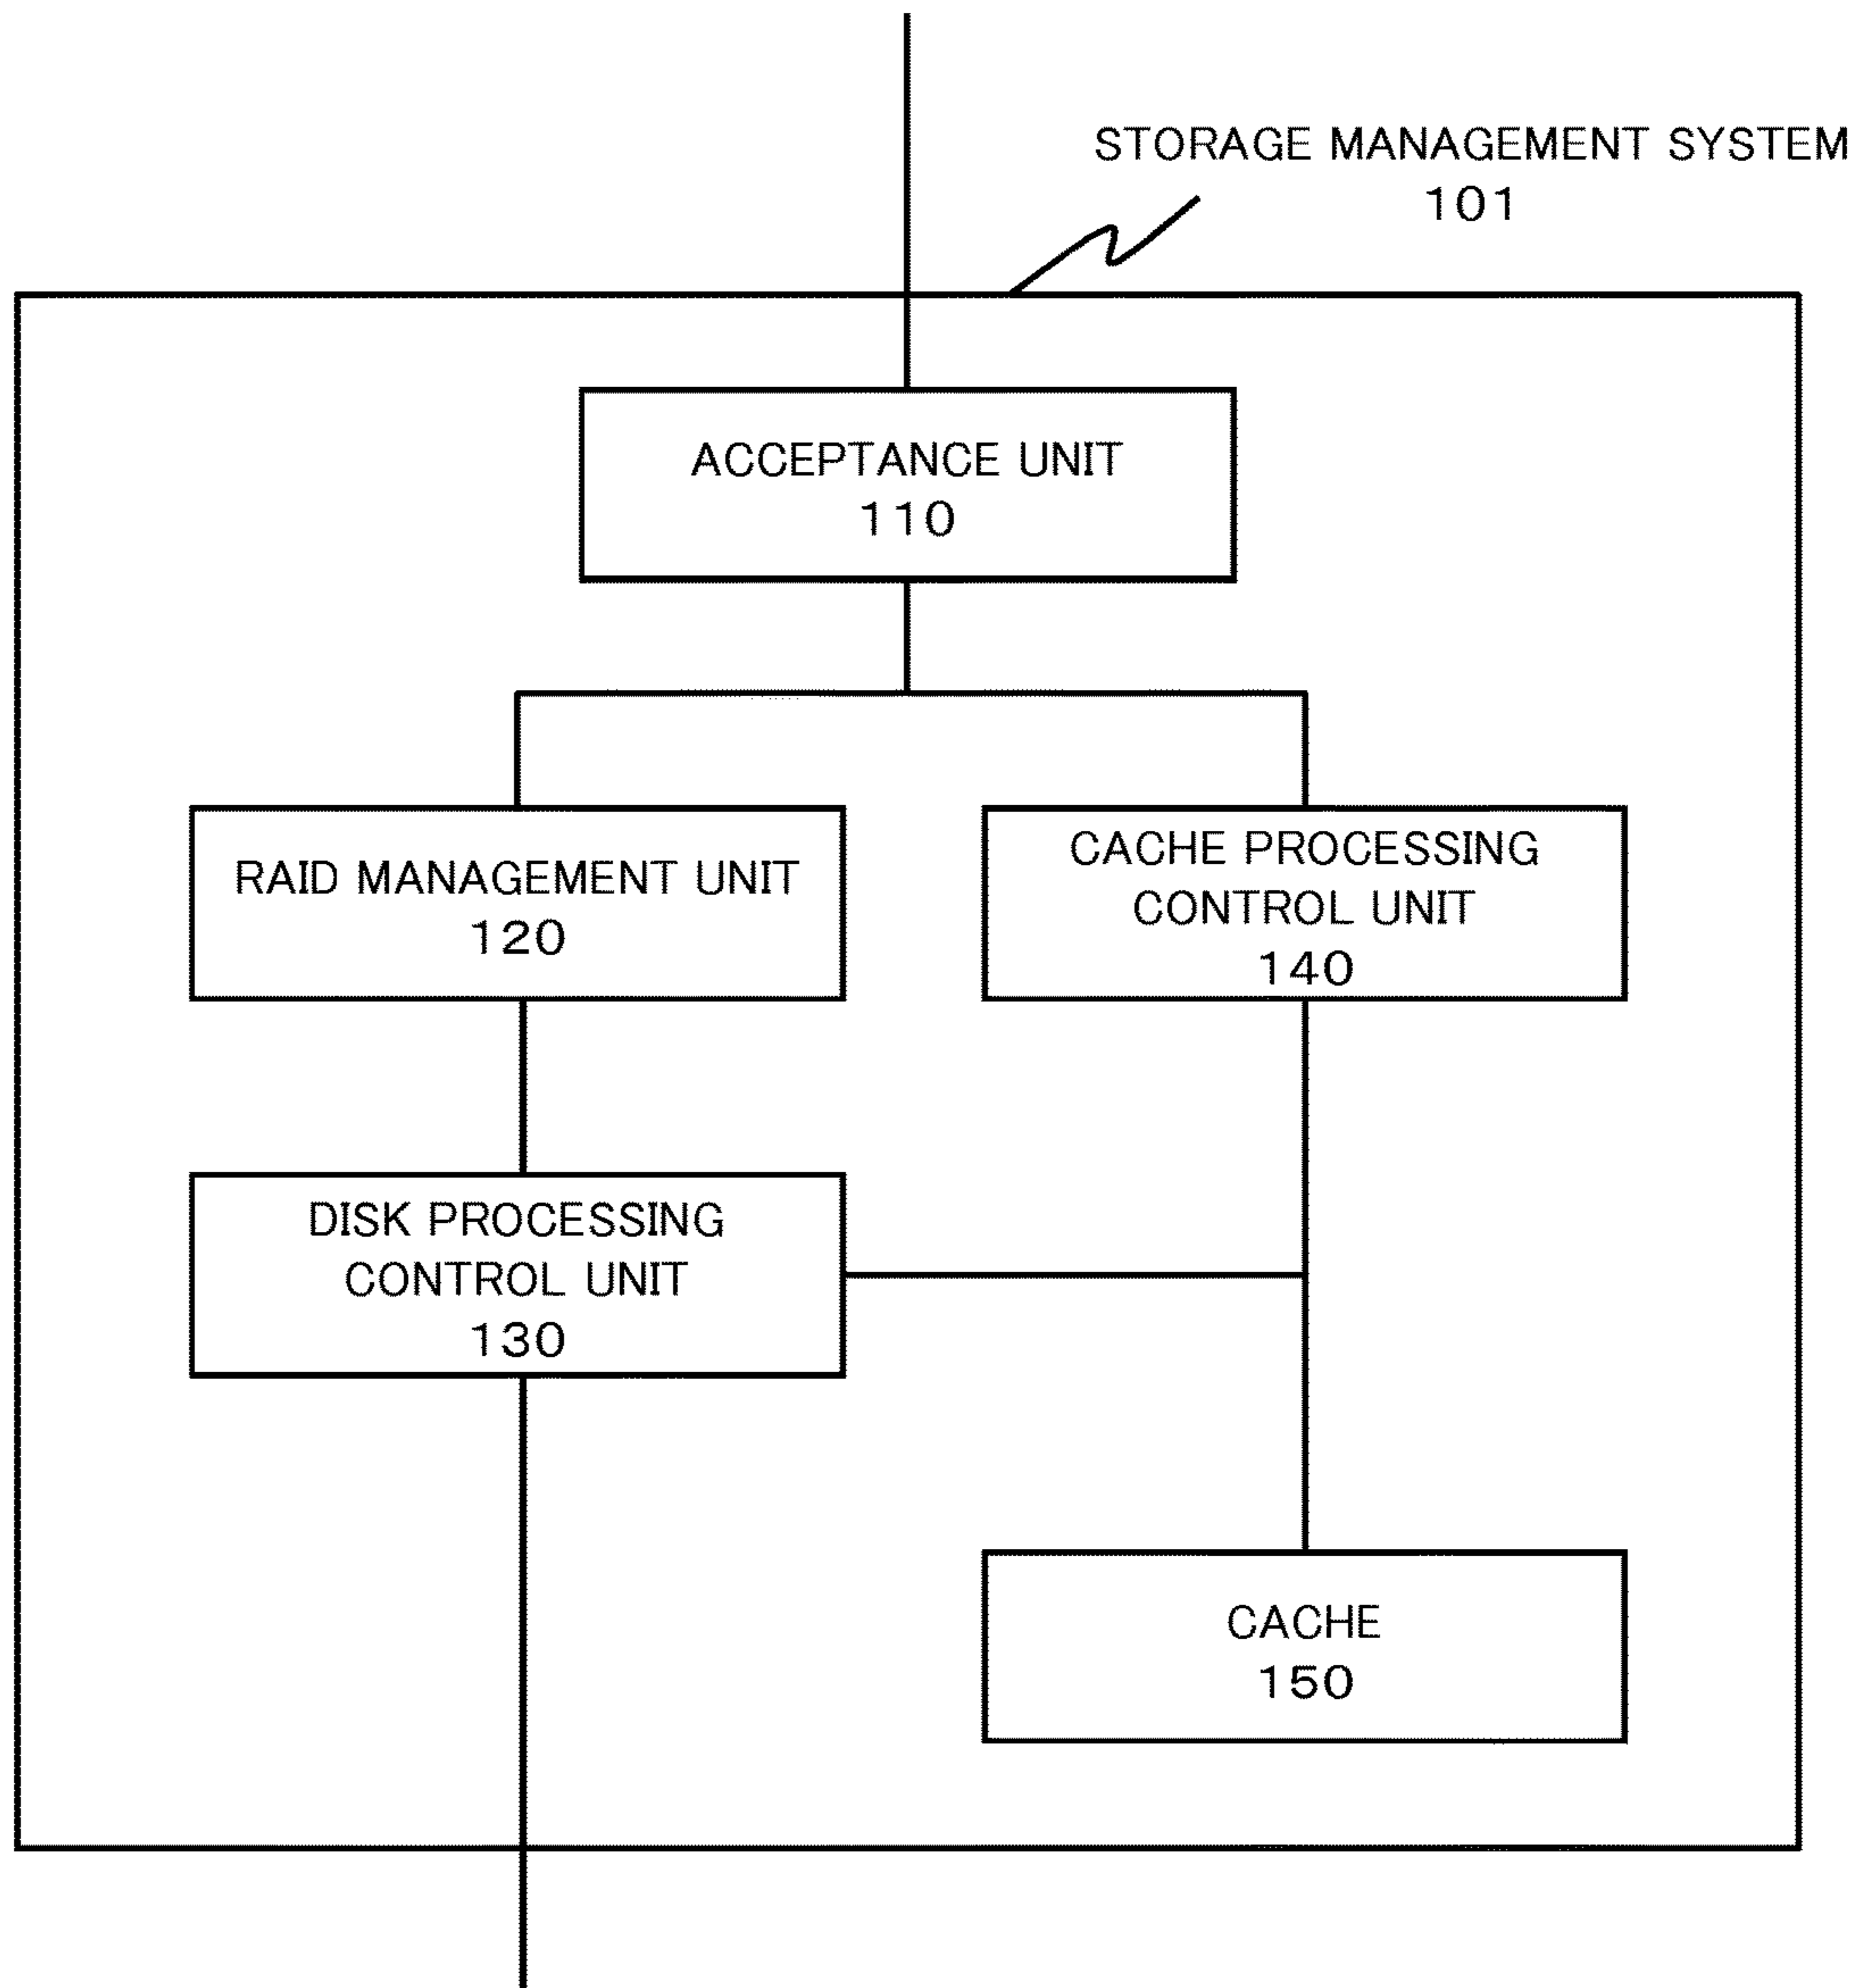 STORAGE MANAGEMENT SYSTEM
101
ACCEPTANCE UNIT
110
RAID MANAGEMENT UNIT
120
CACHE PROCESSING
CONTROL UNIT
140
DISK PROCESSING
CONTROL UNIT
130
CACHE
150